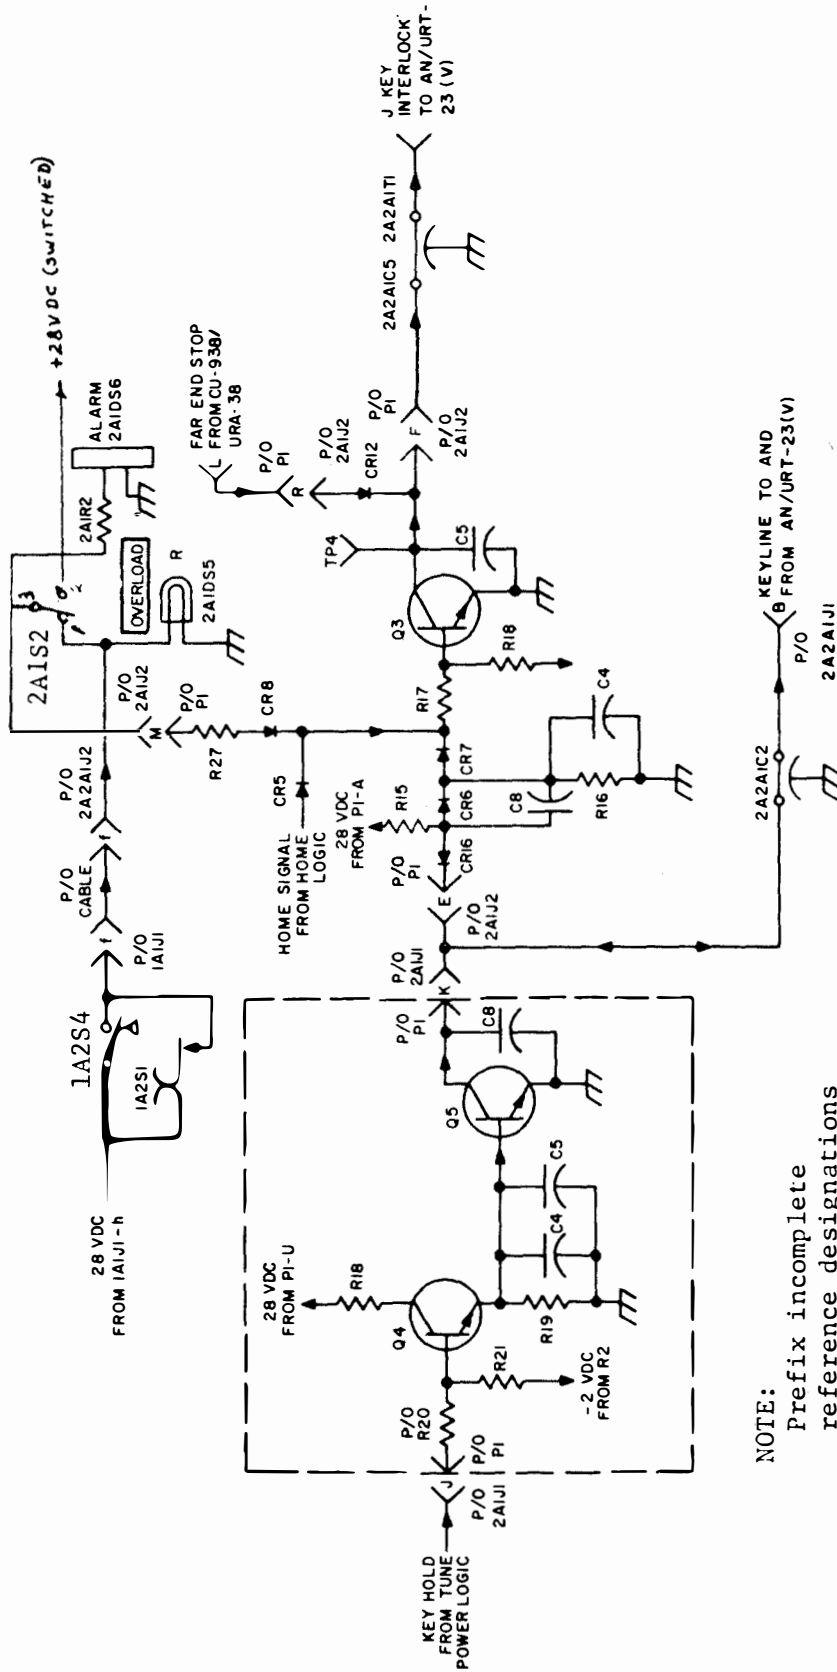 28 VDC
FROM 1A1J1-h
1A2S4
1A2S1
f
P/O
1A1J1
P/O
CABLE
f
P/O
2A2A1J2
P/O
2A1J2
M
P/O
P1
R27
CR8
2A1S2
3
OVERLOAD
R
2A1DS5
2A1R2
ALARM
2A1DS6
+28VDC (SWITCHED)
HOME SIGNAL
FROM HOME
LOGIC
CR5
28 VDC
FROM P1-A
R15
CR16
CR6
CR7
C8
R16
C4
R17
R18
Q3
TP4
C5
FAR END STOP
L FROM CU-938/
URA-38
P/O
P1
R
P/O
2A1J2
CR12
P/O
P1
F
P/O
2A1J2
2A2A1C5
2A2A1T1
J KEY
INTERLOCK
TO AN/URT-
23 (V)
KEY HOLD
FROM TUNE
POWER LOGIC
J
P/O
2A1J1
P/O
P1
P/O
R20
R21
-2 VDC
FROM R2
28 VDC
FROM P1-U
R18
Q4
R19
C4
C5
Q5
C8
P/O
P1
K
P/O
2A1J1
E
P/O
2A1J2
P/O
P1
2A2A1C2
B KEYLINE TO AND
FROM AN/URT-23(V)
P/O
2A2A1J1
NOTE:
Prefix incomplete
reference designations